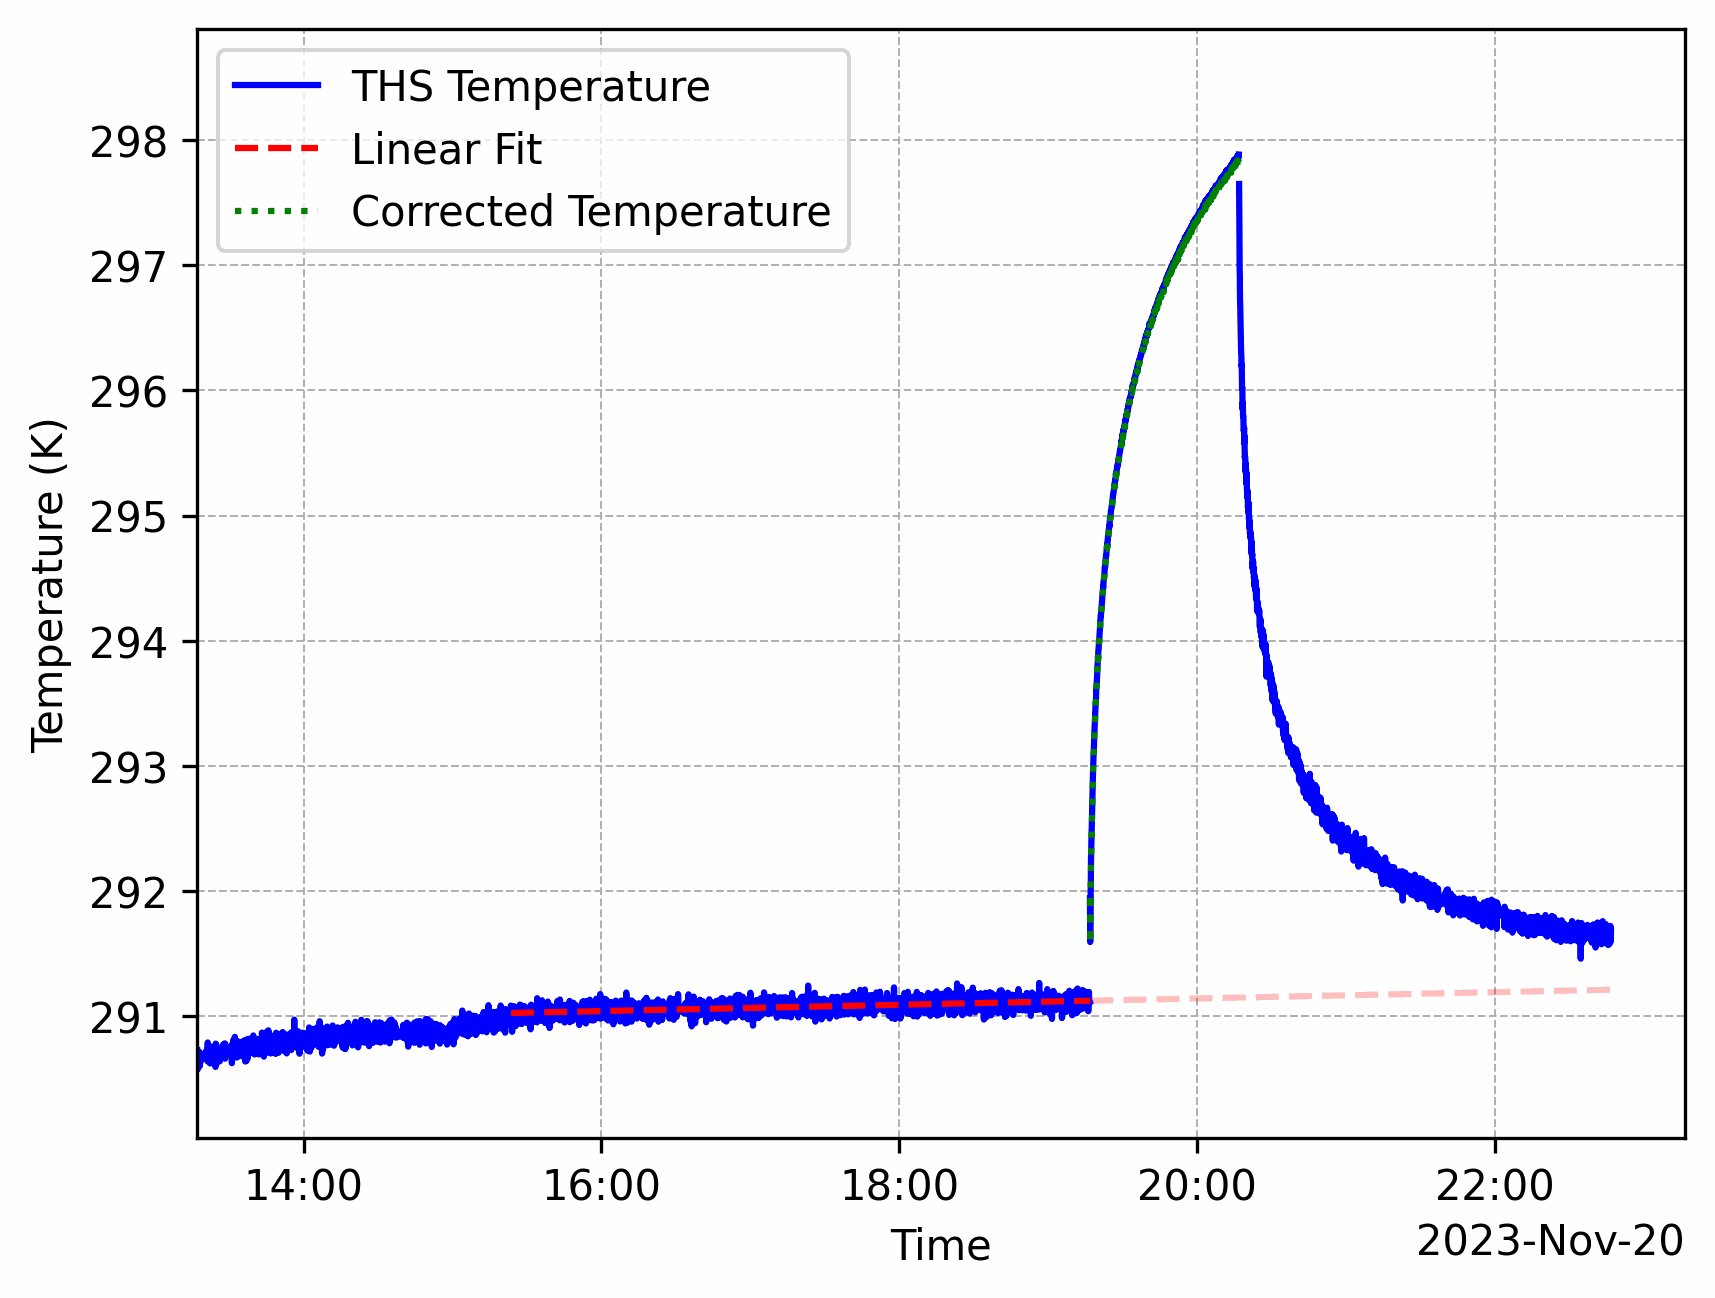 THS Temperature
Linear Fit
Corrected Temperature
298
297
296
295
294
293
292
291
Temperature (K)
14:00 16:00 18:00 20:00 22:00
Time
2023-Nov-20